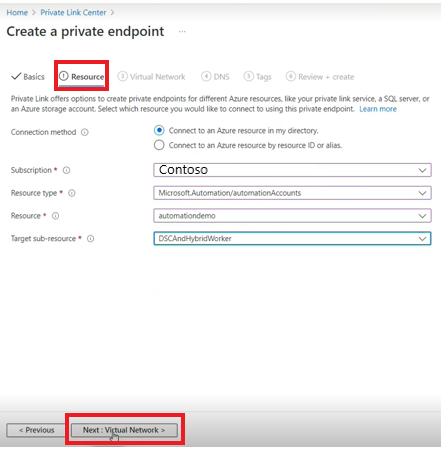 Home > Private Link Center >
Create a private endpoint ...
Basics 1 Resource 3 Virtual Network 4 DNS 5 Tags 6 Review + create
Private Link offers options to create private endpoints for different Azure resources, like your private link service, a SQL server, or
an Azure storage account. Select which resource you would like to connect to using this private endpoint. Learn more
Connection method Connect to an Azure resource in my directory.
Connect to an Azure resource by resource ID or alias.
Subscription * Contoso
Resource type * Microsoft.Automation/automationAccounts
Resource * automationdemo
Target sub-resource * DSCAndHybridWorker
< Previous Next : Virtual Network >